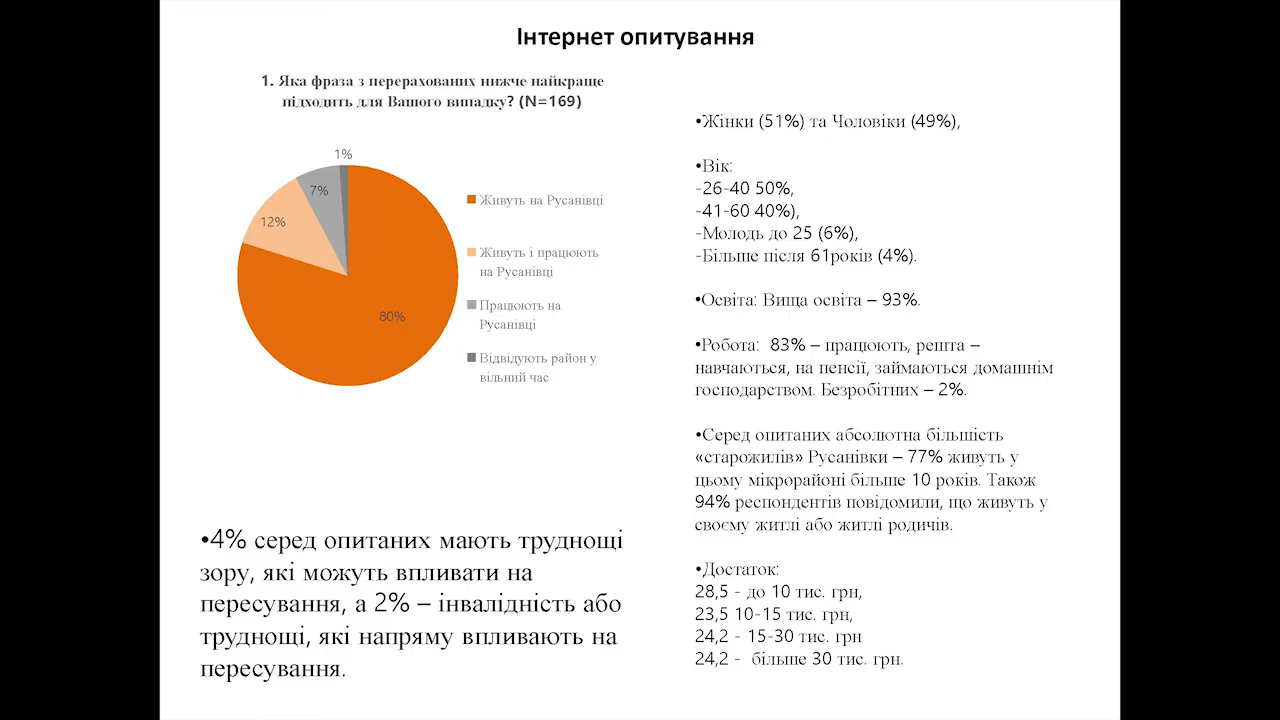 Інтернет опитування
1. Яка фраза з перерахованих нижче найкраще
підходить для Вашого випадку? (N=169)
1%
7%
12%
80%
Живуть на Русанівці
Живуть і працюють
на Русанівці
Працюють на
Русанівці
Відвідують район у
вільний час
•4% серед опитаних мають труднощі
зору, які можуть впливати на
пересування, а 2% – інвалідність або
труднощі, які напряму впливають на
пересування.
•Жінки (51%) та Чоловіки (49%),
•Вік:
-26-40 50%,
-41-60 40%),
-Молодь до 25 (6%),
-Більше після 61років (4%).
•Освіта: Вища освіта – 93%.
•Робота: 83% – працюють, решта –
навчаються, на пенсії, займаються домашнім
господарством. Безробітних – 2%.
•Серед опитаних абсолютна більшість
«старожилів» Русанівки – 77% живуть у
цьому мікрорайоні більше 10 років. Також
94% респондентів повідомили, що живуть у
своєму житлі або житлі родичів.
•Достаток:
28,5 - до 10 тис. грн,
23,5 10-15 тис. грн,
24,2 - 15-30 тис. грн
24,2 - більше 30 тис. грн.